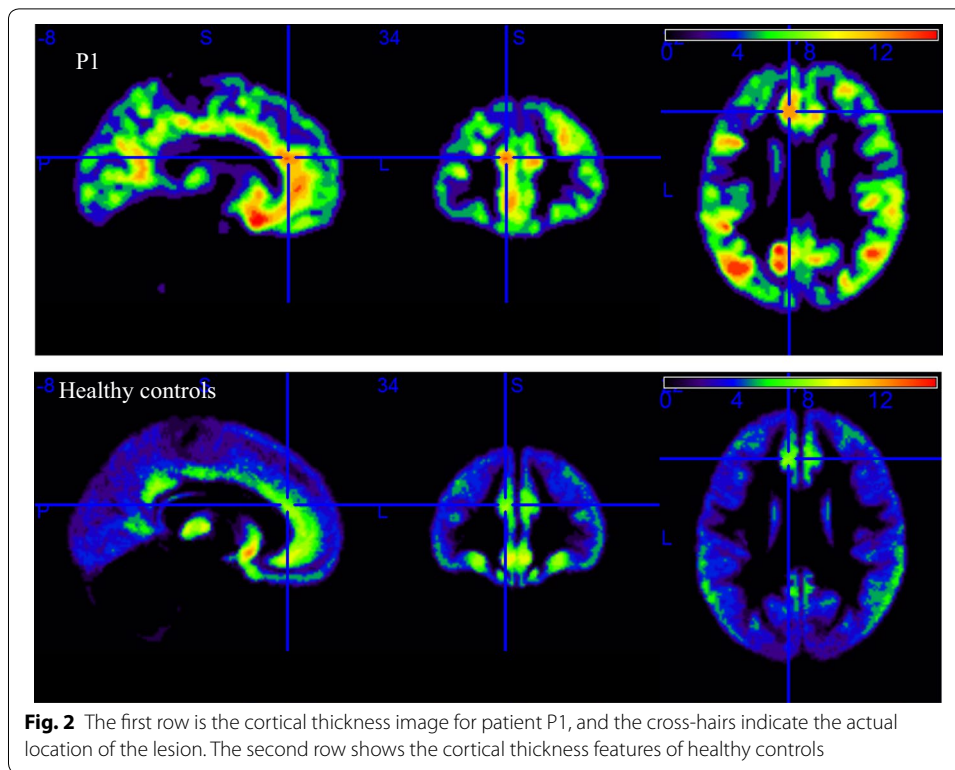 -8 S 34 S 02 4 8 12
P1
P L
L
-8 S 34 S 02 4 8 12
Healthy controls
P L
L
Fig. 2 The first row is the cortical thickness image for patient P1, and the cross-hairs indicate the actual
location of the lesion. The second row shows the cortical thickness features of healthy controls